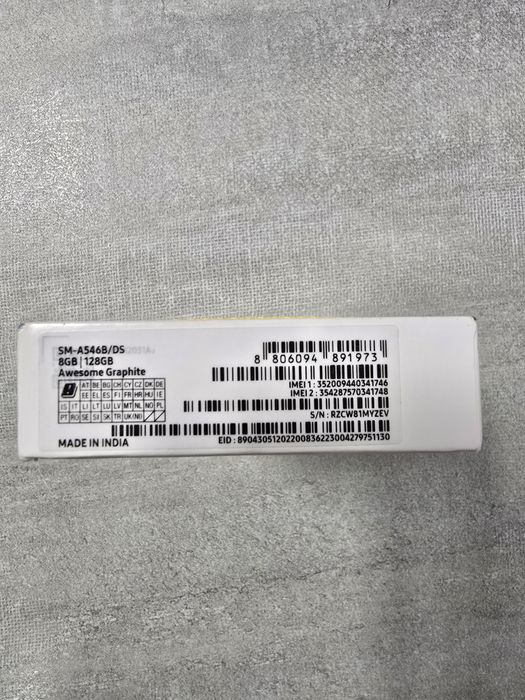 SM-A546B/DS
8GB | 128GB
Awesome Graphite
AT BE BG CH CY CZ DK DE
EE EL ES FI FR HR HU IE
IS IT LI LT LU LV MT NL NO PL
PT RO SE SI SK TR UK(NI)
MADE IN INDIA
8 806094 891973
IMEI 1 : 352009440341746
IMEI 2 : 354287570341748
S/N : RZCW81MYZEV
EID : 89043051202200836223004279751130